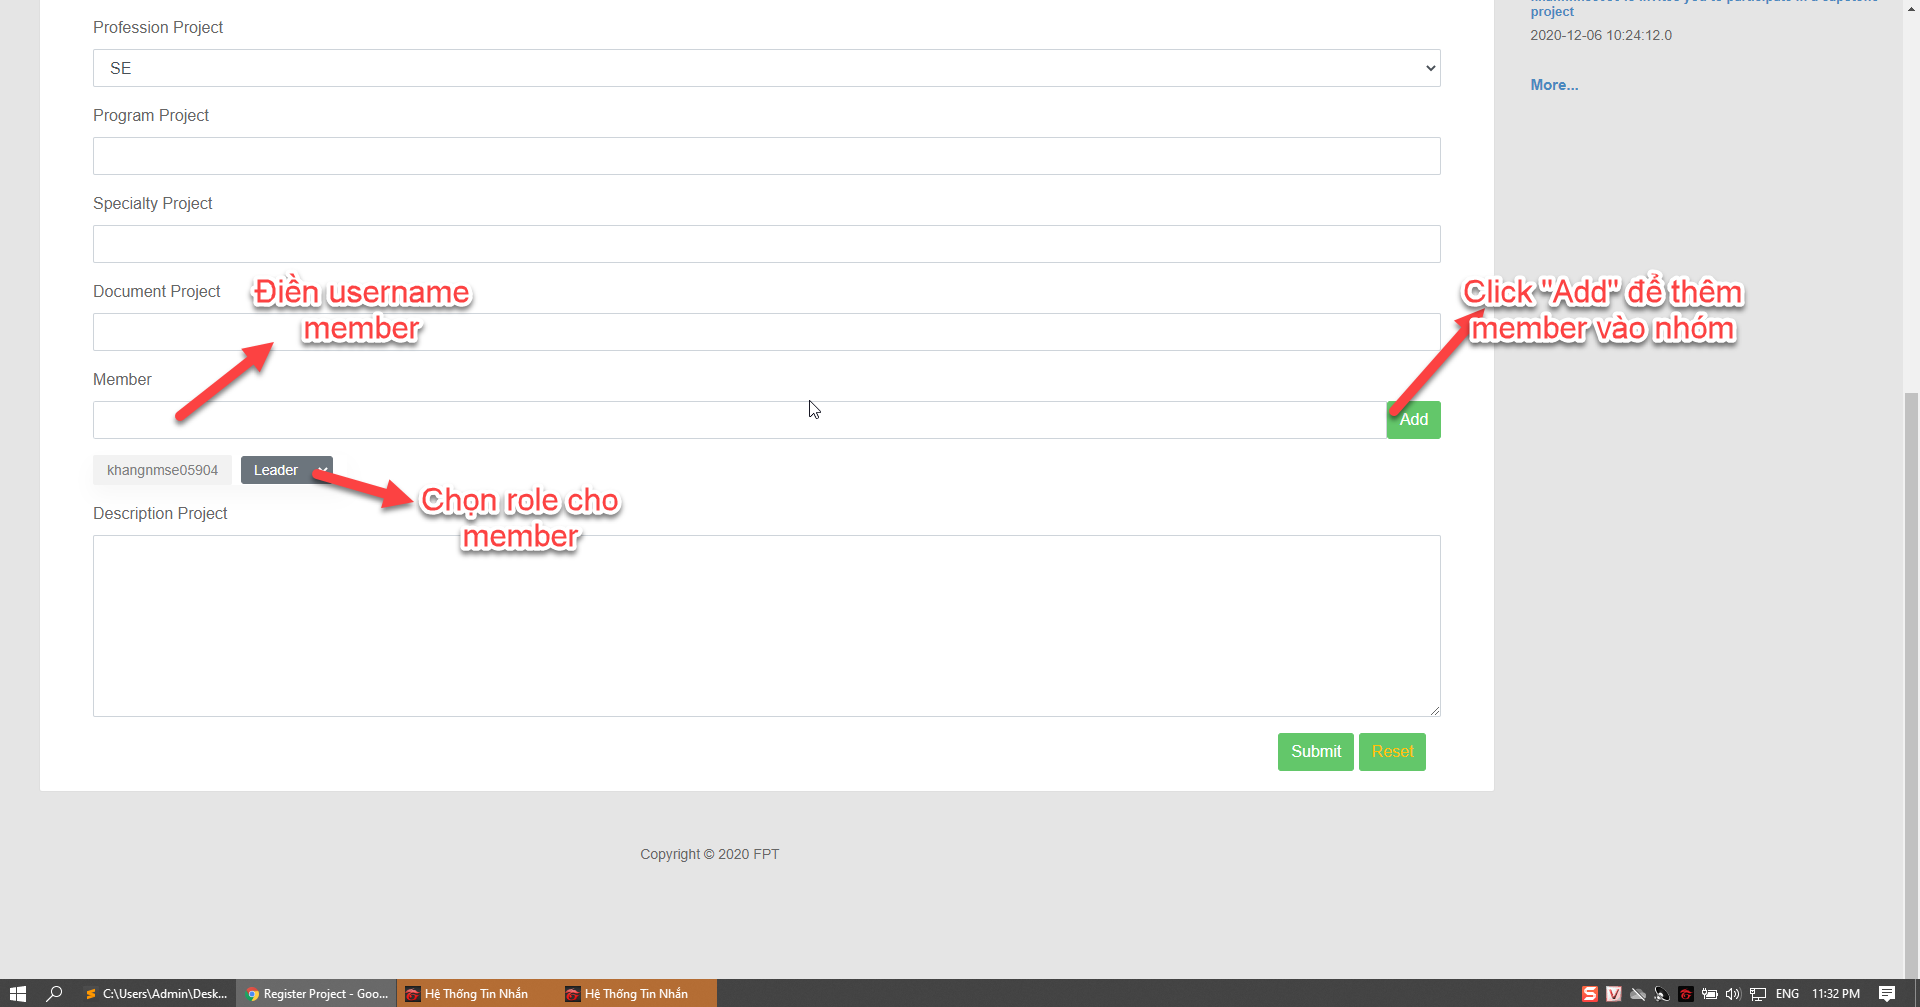 Profession Project
SE
Program Project
Specialty Project
Document Project
Điền username
member
Member
Add
khangnmse05904
Leader
Chọn role cho
member
Description Project
Submit
Reset
Copyright © 2020 FPT
project
2020-12-06 10:24:12.0
More...
Click "Add" để thêm
member vào nhóm
C:\Users\Admin\Desk...
Register Project - Goo...
Hệ Thống Tin Nhắn
Hệ Thống Tin Nhắn
ENG
11:32 PM